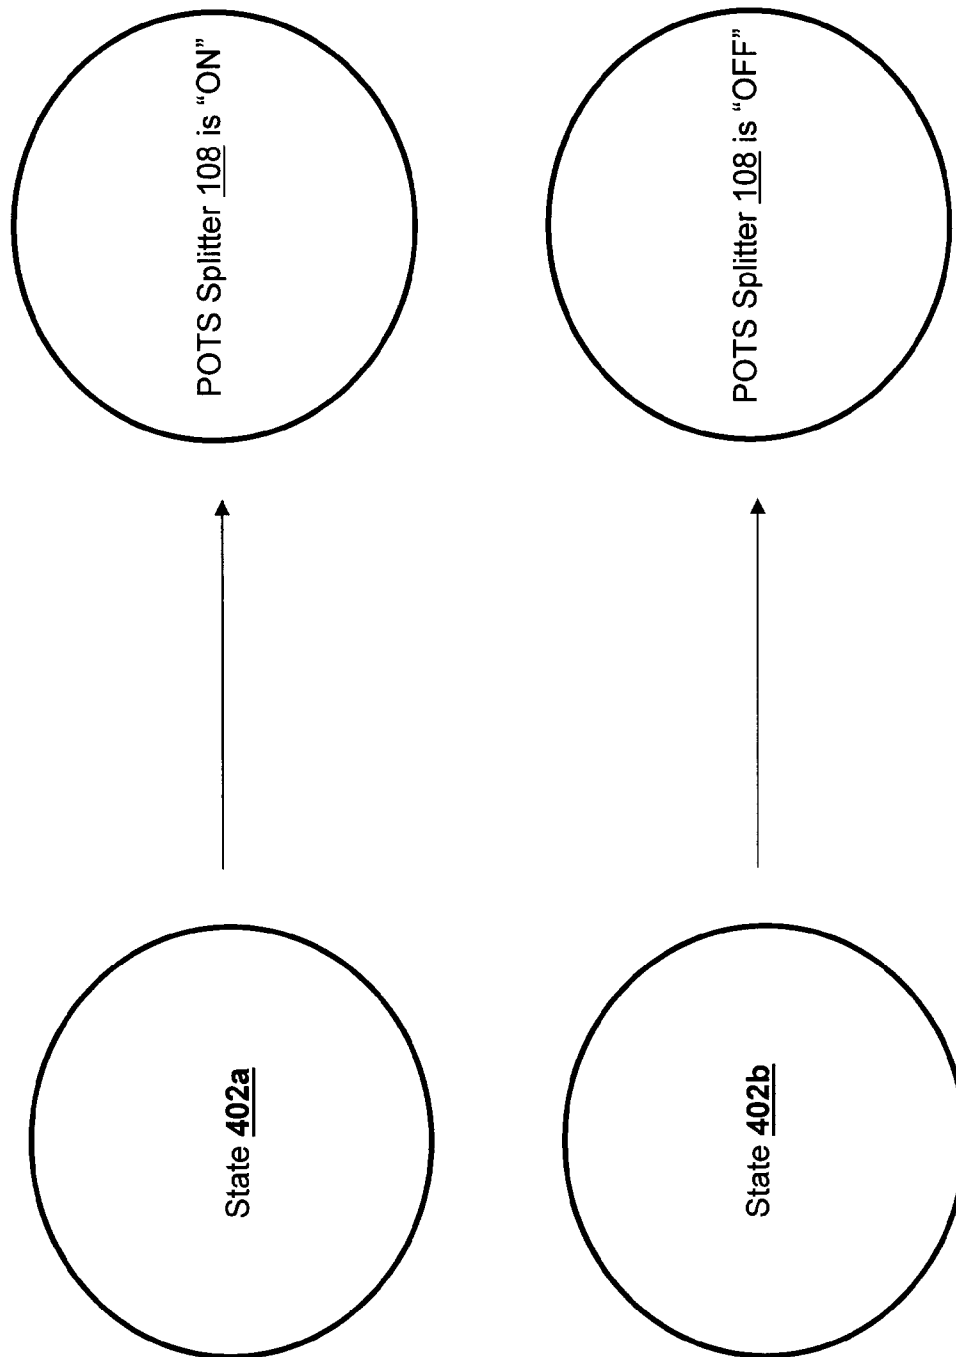 State 402a
POTS Splitter 108 is “ON”
State 402b
POTS Splitter 108 is “OFF”